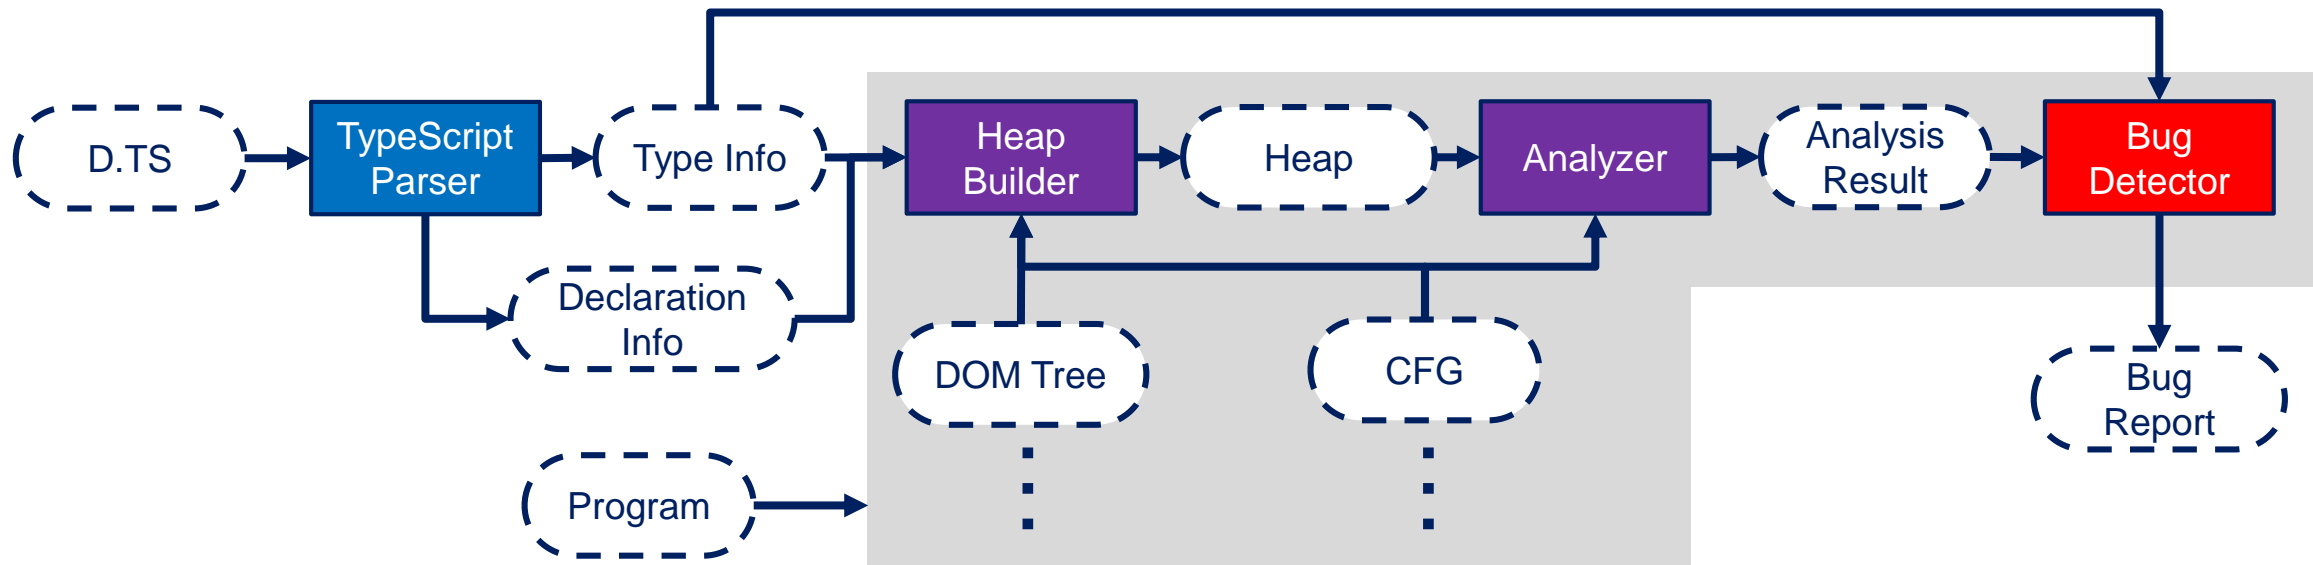 D.TS
TypeScript
Parser
Type Info
Heap
Builder
Heap
Analyzer
Analysis
Result
Bug
Detector
Declaration
Info
DOM Tree
CFG
Bug
Report
Program